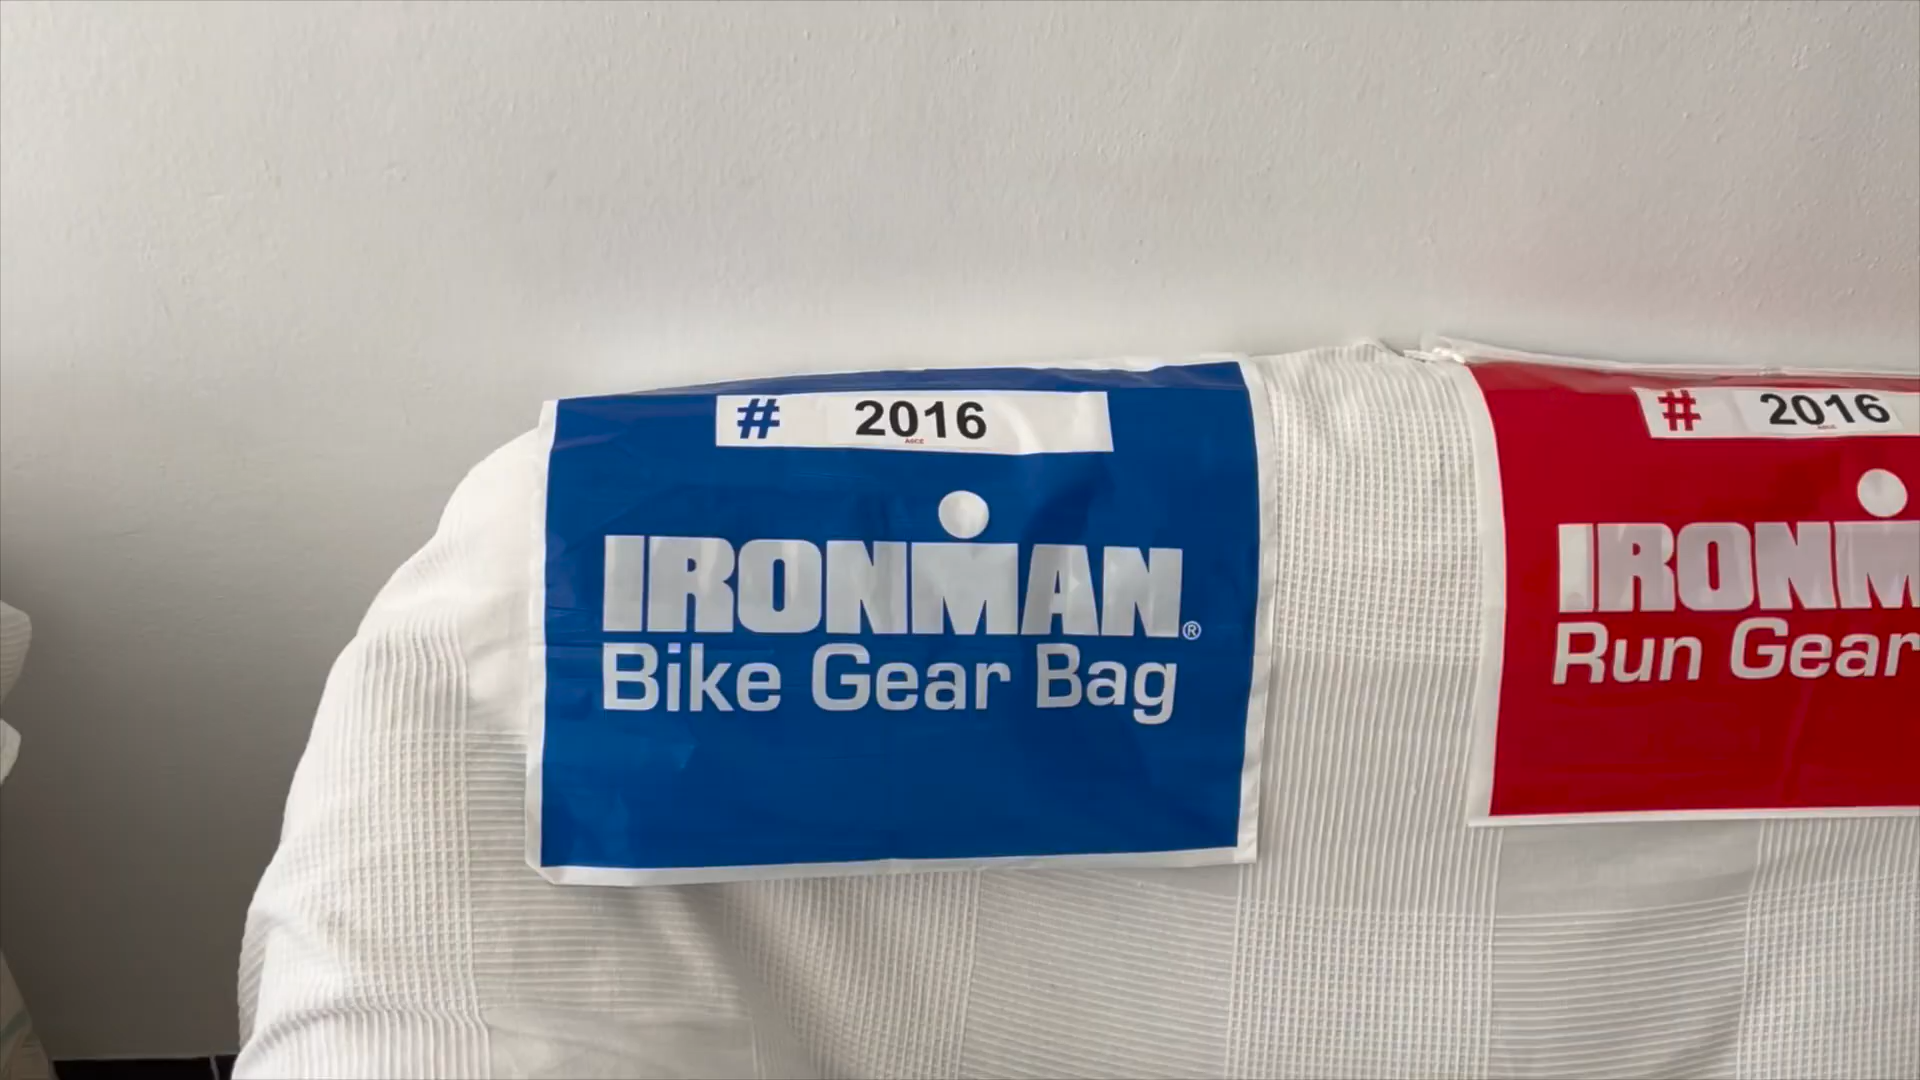 # 2016
IRONMAN®
Bike Gear Bag
# 2016
IRONM
Run Gear